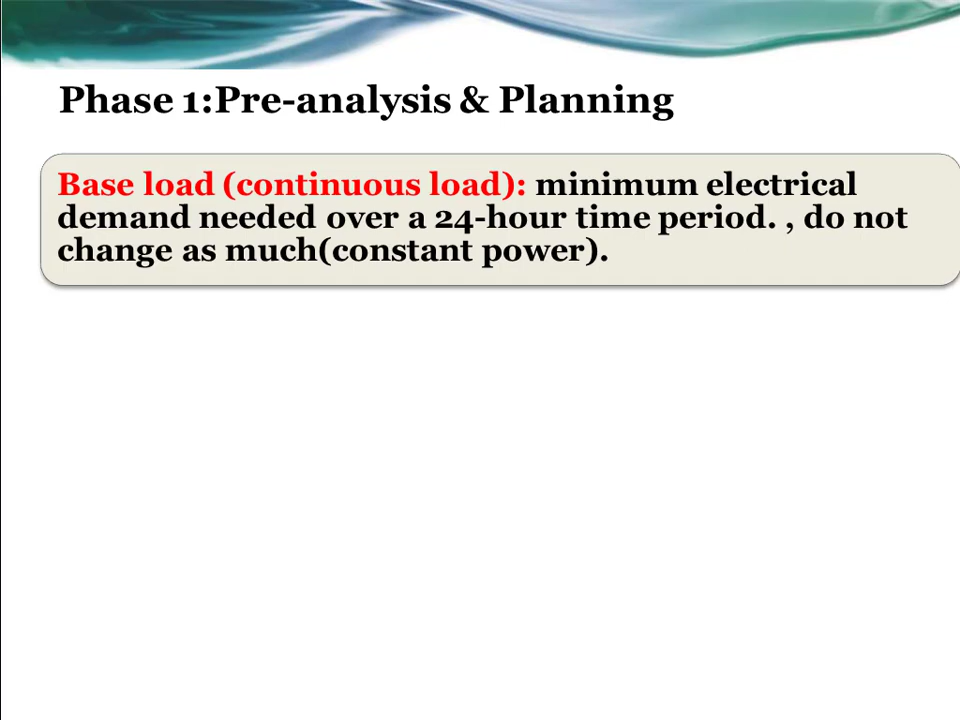 Phase 1:Pre-analysis & Planning
Base load (continuous load): minimum electrical
demand needed over a 24-hour time period. , do not
change as much(constant power).